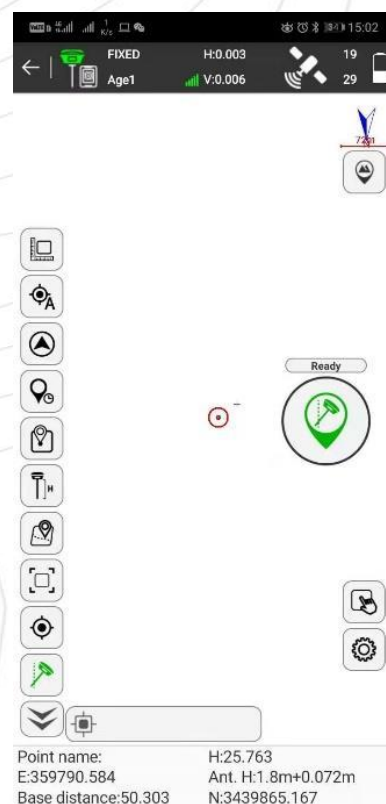 K/s 15:02
FIXED H:0.003 19
Age1 V:0.006 29
72m
A
Ready
H
Point name: H:25.763
E:359790.584 Ant. H:1.8m+0.072m
Base distance:50.303 N:3439865.167